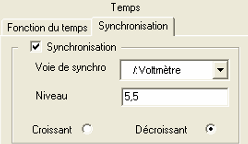 Temps
Fonction du temps Synchronisation
Synchronisation
Voie de synchro /:Voltmètre
Niveau 5,5
Croissant Décroissant